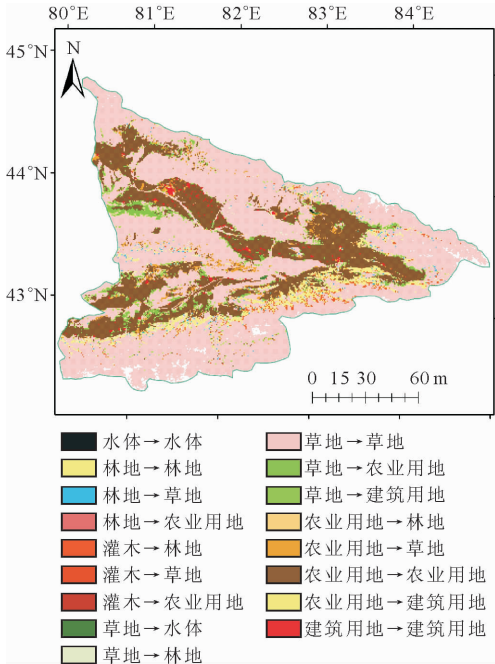 80°E 81°E 82°E 83°E 84°E
45°N
N
44°N
43°N
0 15 30 60 m
水体→水体
林地→林地
林地→草地
林地→农业用地
灌木→林地
灌木→草地
灌木→农业用地
草地→水体
草地→林地
草地→草地
草地→农业用地
草地→建筑用地
农业用地→林地
农业用地→草地
农业用地→农业用地
农业用地→建筑用地
建筑用地→建筑用地